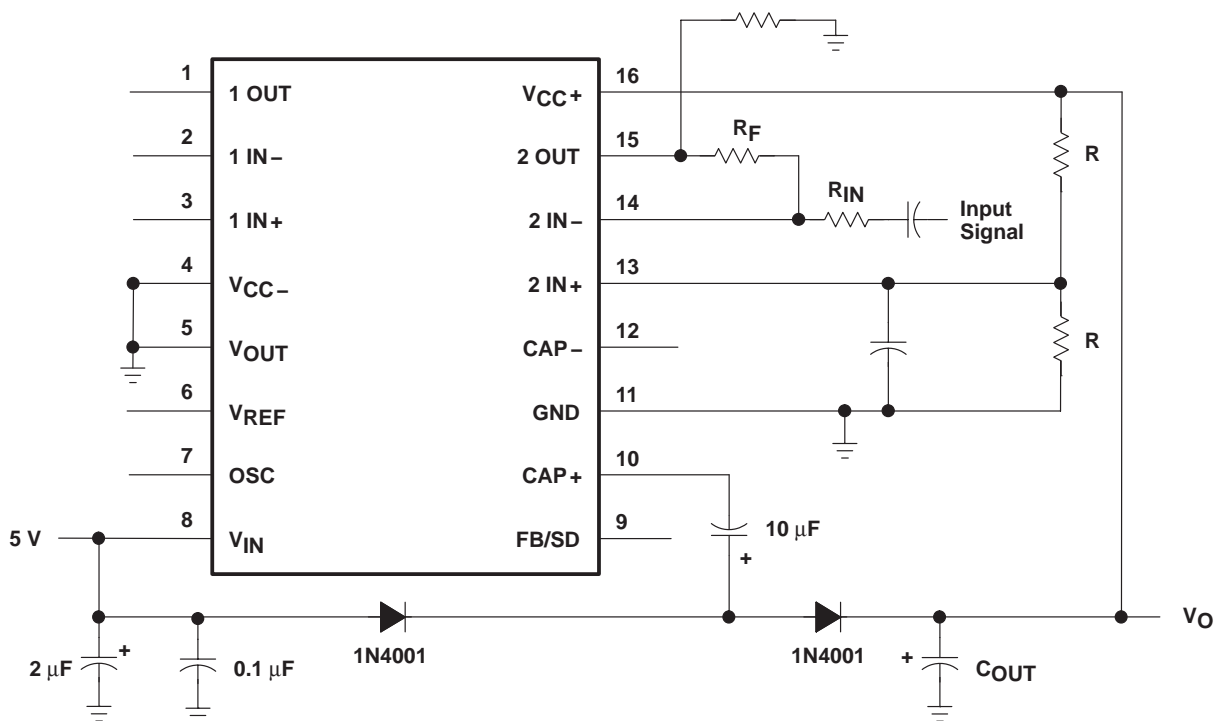 1
1 OUT
16
VCC+
2
1 IN−
RF
15
2 OUT
R
3
1 IN+
14
2 IN−
RIN
Input
Signal
4
VCC−
13
2 IN+
5
VOUT
12
CAP−
R
6
VREF
11
GND
7
OSC
10
CAP+
5 V
8
VIN
9
FB/SD
10 μF
+
VO
2 μF
+
0.1 μF
1N4001
1N4001
+
COUT